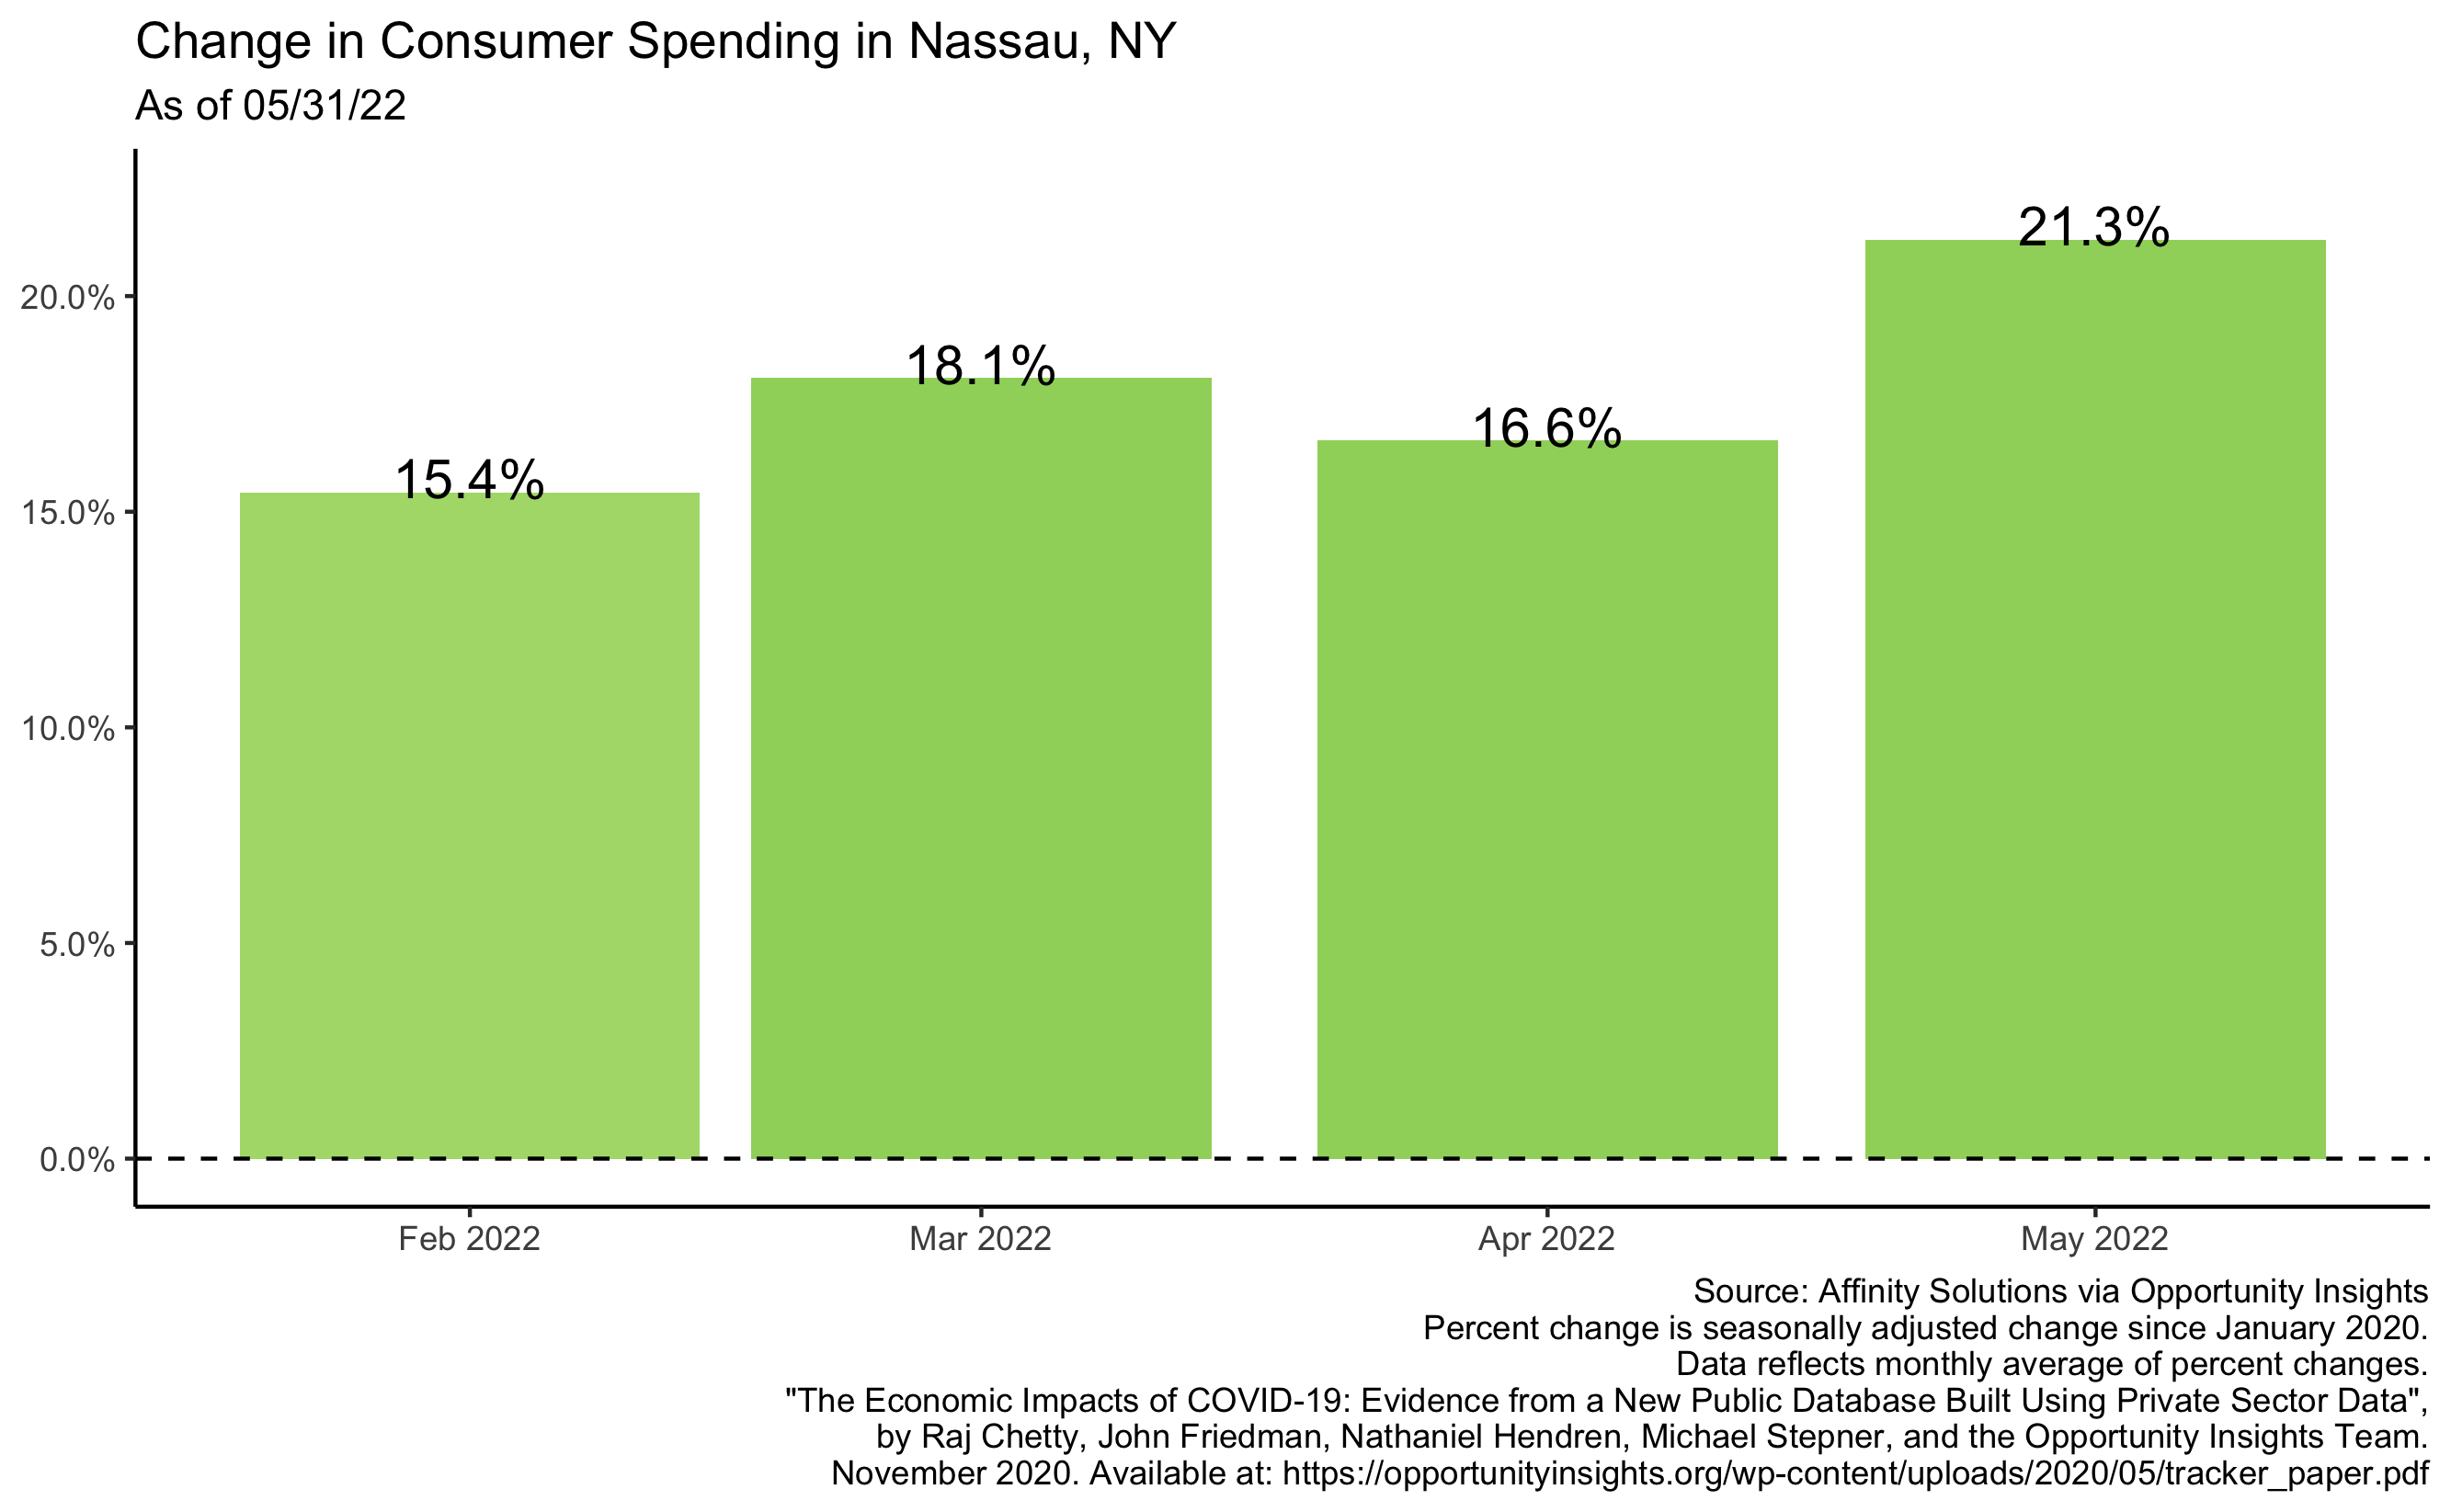 Change in Consumer Spending in Nassau, NY
As of 05/31/22
21.3%
20.0%
18.1%
16.6%
15.4%
15.0%
10.0%
5.0%
0.0%
Feb 2022 Mar 2022 Apr 2022 May 2022
Source: Affinity Solutions via Opportunity Insights
Percent change is seasonally adjusted change since January 2020.
Data reflects monthly average of percent changes.
"The Economic Impacts of COVID-19: Evidence from a New Public Database Built Using Private Sector Data",
by Raj Chetty, John Friedman, Nathaniel Hendren, Michael Stepner, and the Opportunity Insights Team.
November 2020. Available at: https://opportunityinsights.org/wp-content/uploads/2020/05/tracker_paper.pdf